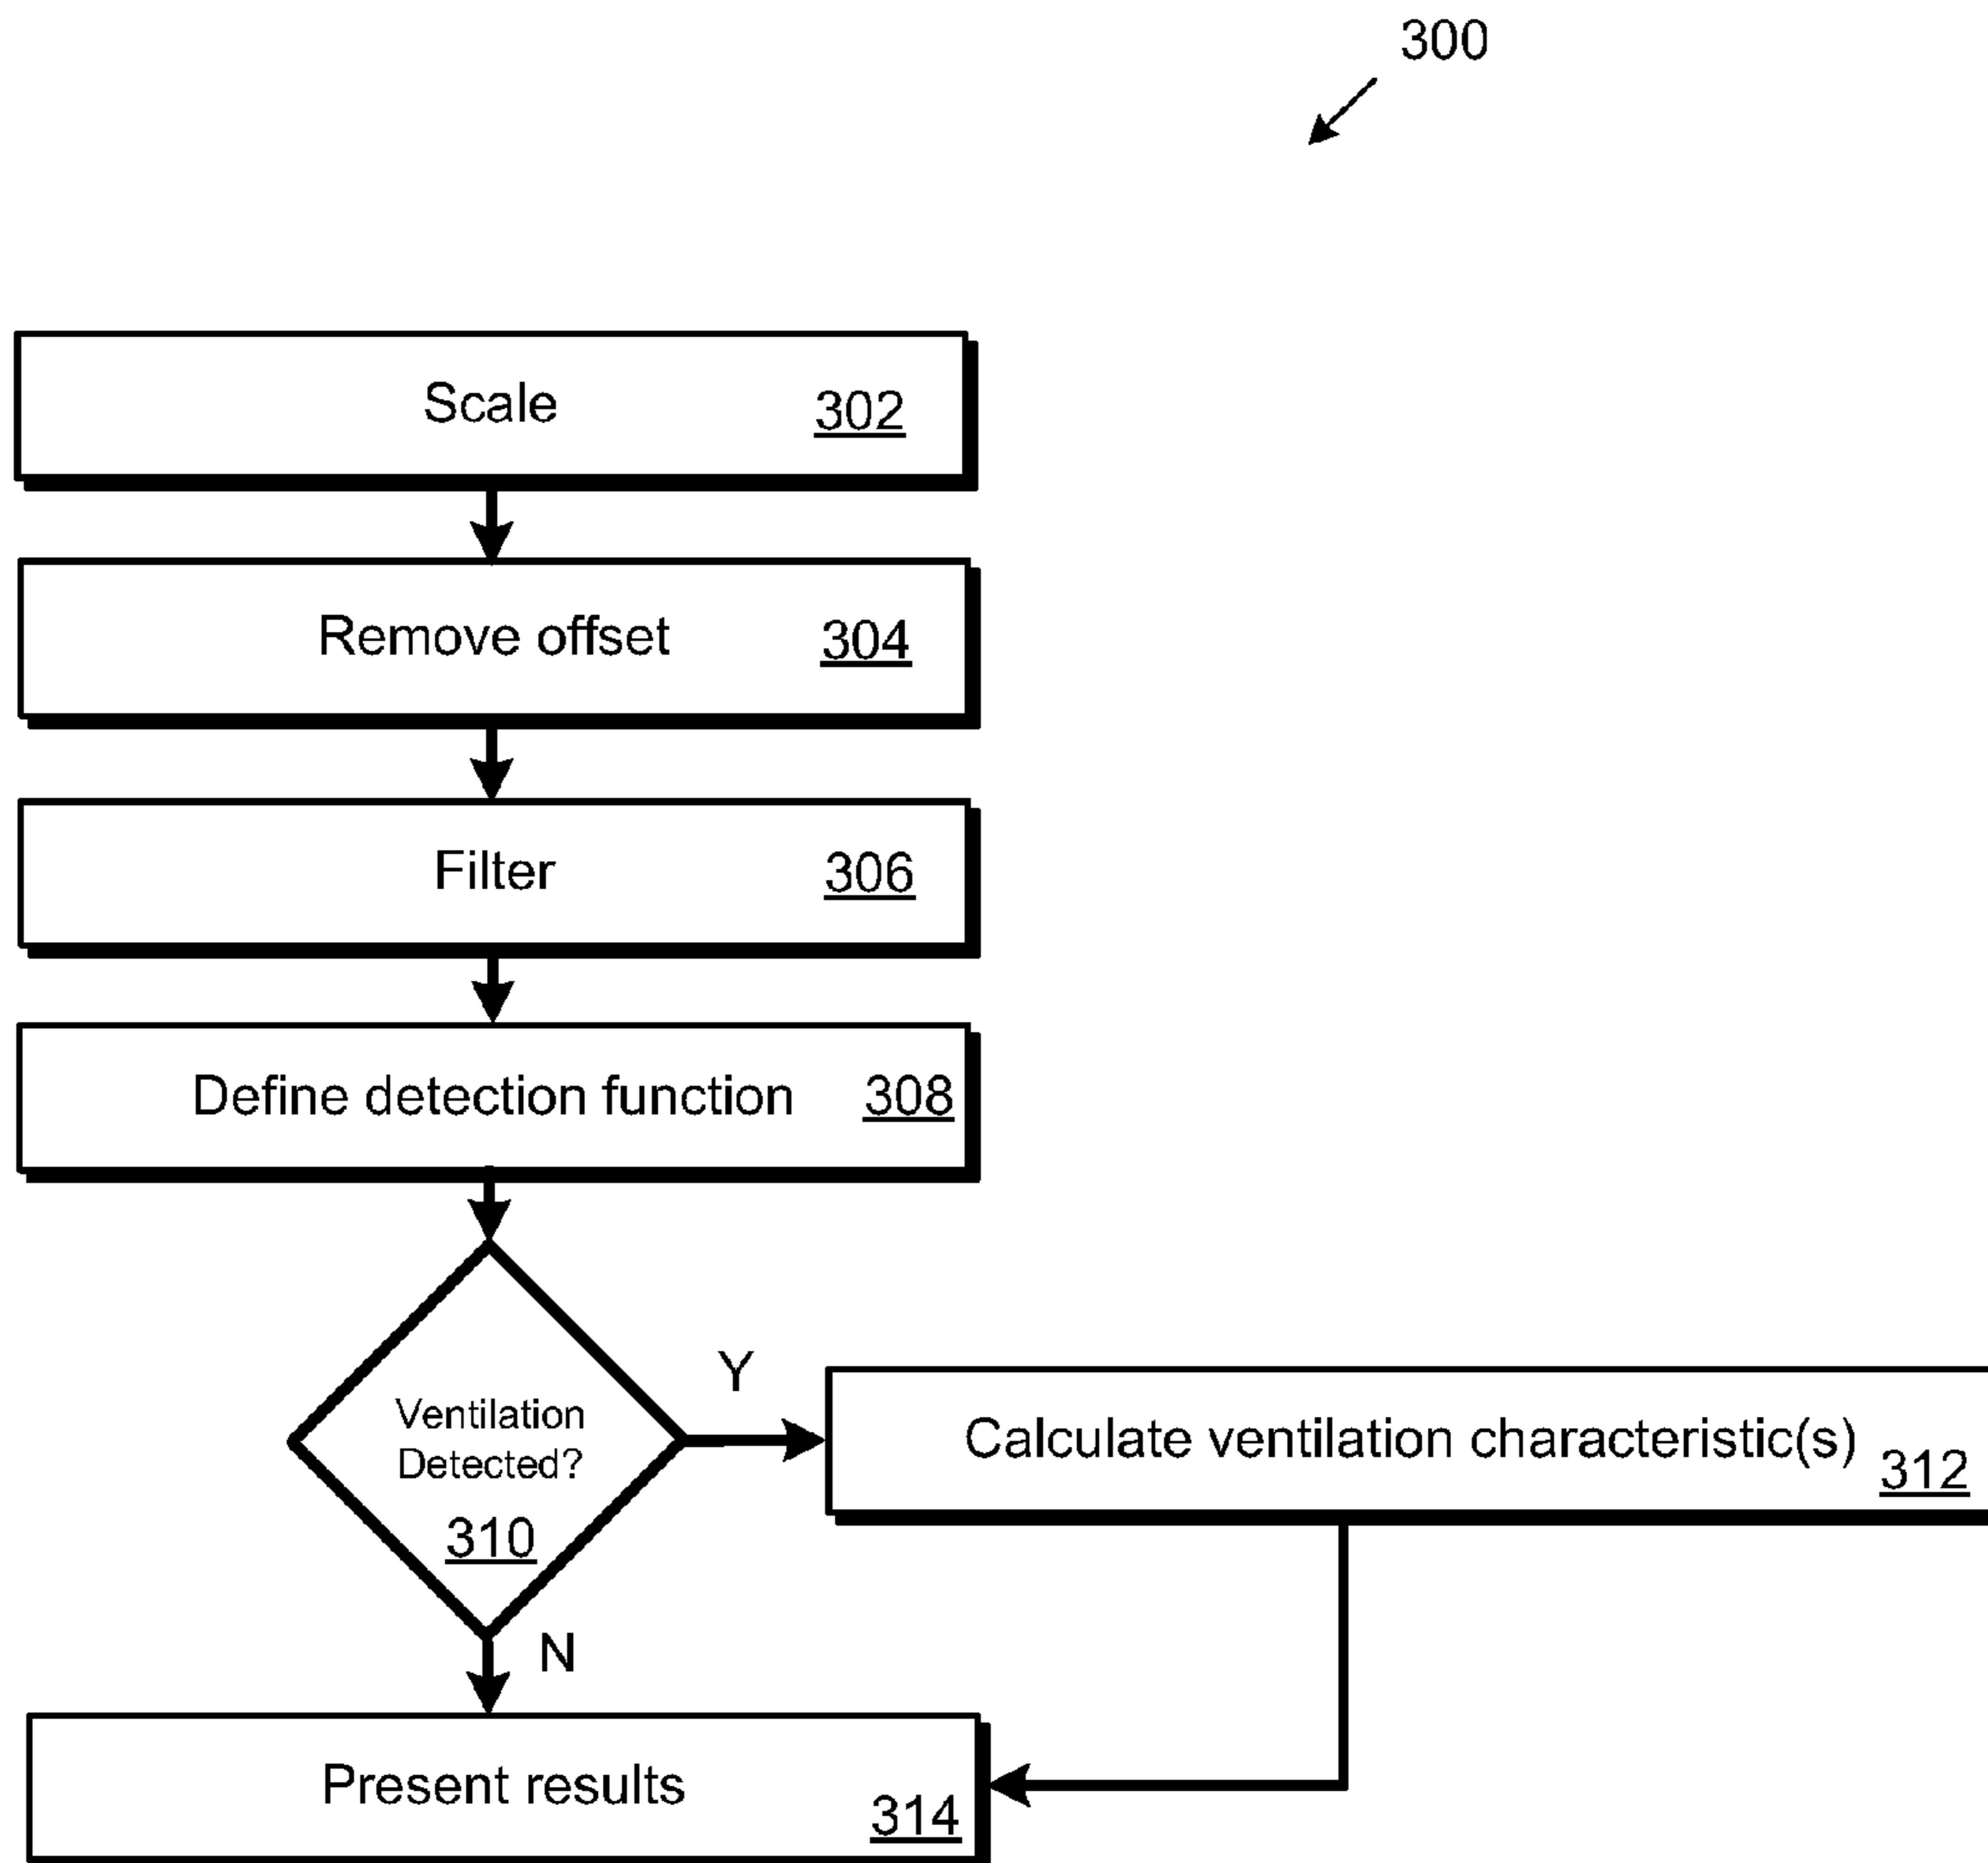 300
Scale 302
Remove offset 304
Filter 306
Define detection function 308
Ventilation
Detected?
310
Y
Calculate ventilation characteristic(s) 312
N
Present results 314